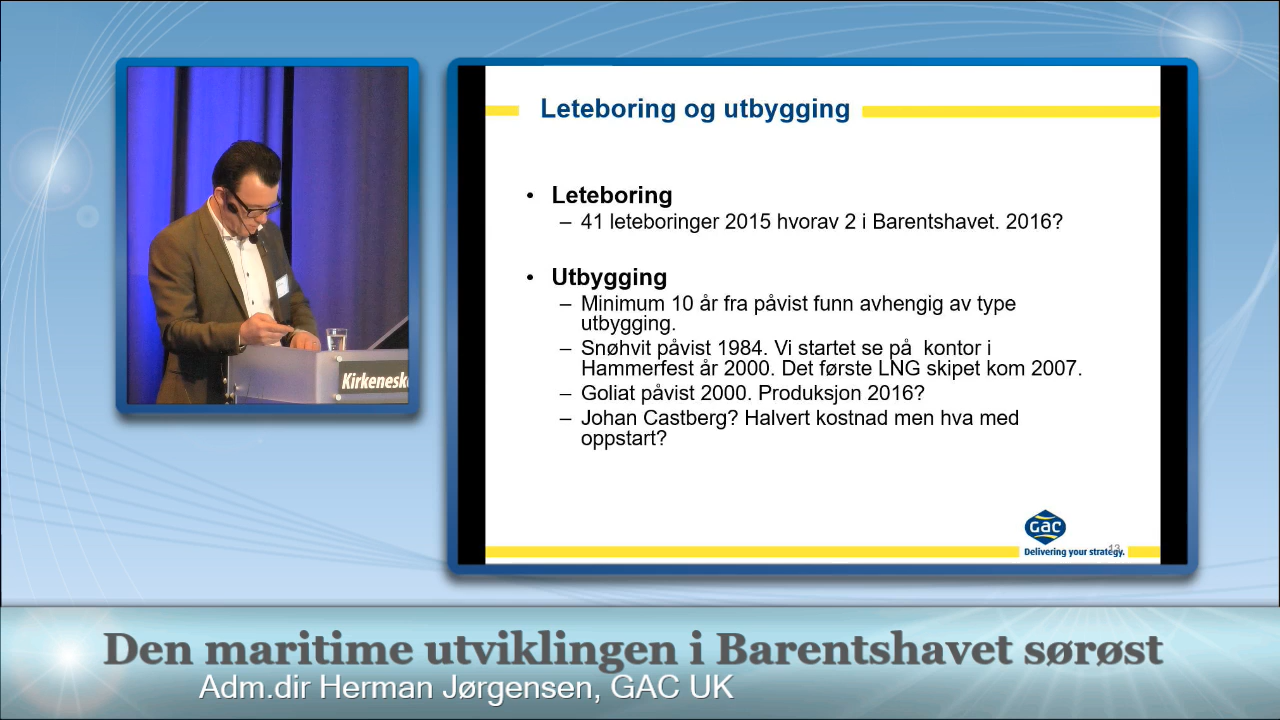 Leteboring og utbygging
• Leteboring
– 41 leteboringer 2015 hvorav 2 i Barentshavet. 2016?
• Utbygging
– Minimum 10 år fra påvist funn avhengig av type
utbygging.
– Snøhvit påvist 1984. Vi startet se på kontor i
Hammerfest år 2000. Det første LNG skipet kom 2007.
– Goliat påvist 2000. Produksjon 2016?
– Johan Castberg? Halvert kostnad men hva med
oppstart?
Kirkenesk
GAC
Delivering your strategy.
13
Den maritime utviklingen i Barentshavet sørøst
Adm.dir Herman Jørgensen, GAC UK